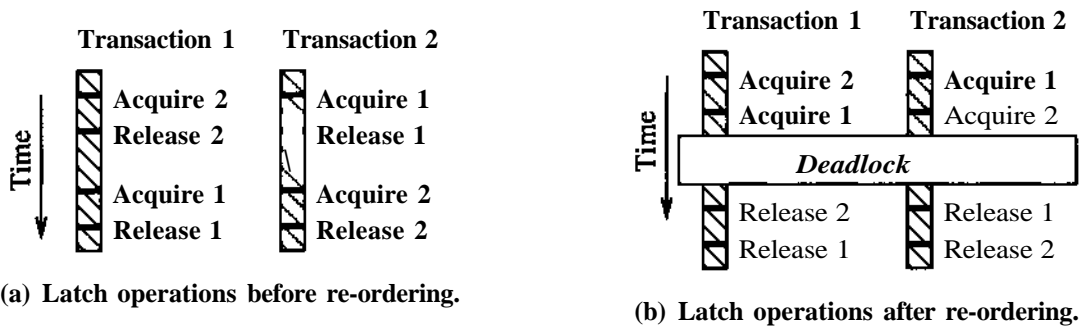 Transaction 1 Transaction 2
Time
Acquire 2 Acquire 1
Release 2 Release 1
Acquire 1 Acquire 2
Release 1 Release 2
(a) Latch operations before re-ordering.
Transaction 1 Transaction 2
Time
Acquire 2 Acquire 1
Acquire 1 Acquire 2
Deadlock
Release 2 Release 1
Release 1 Release 2
(b) Latch operations after re-ordering.